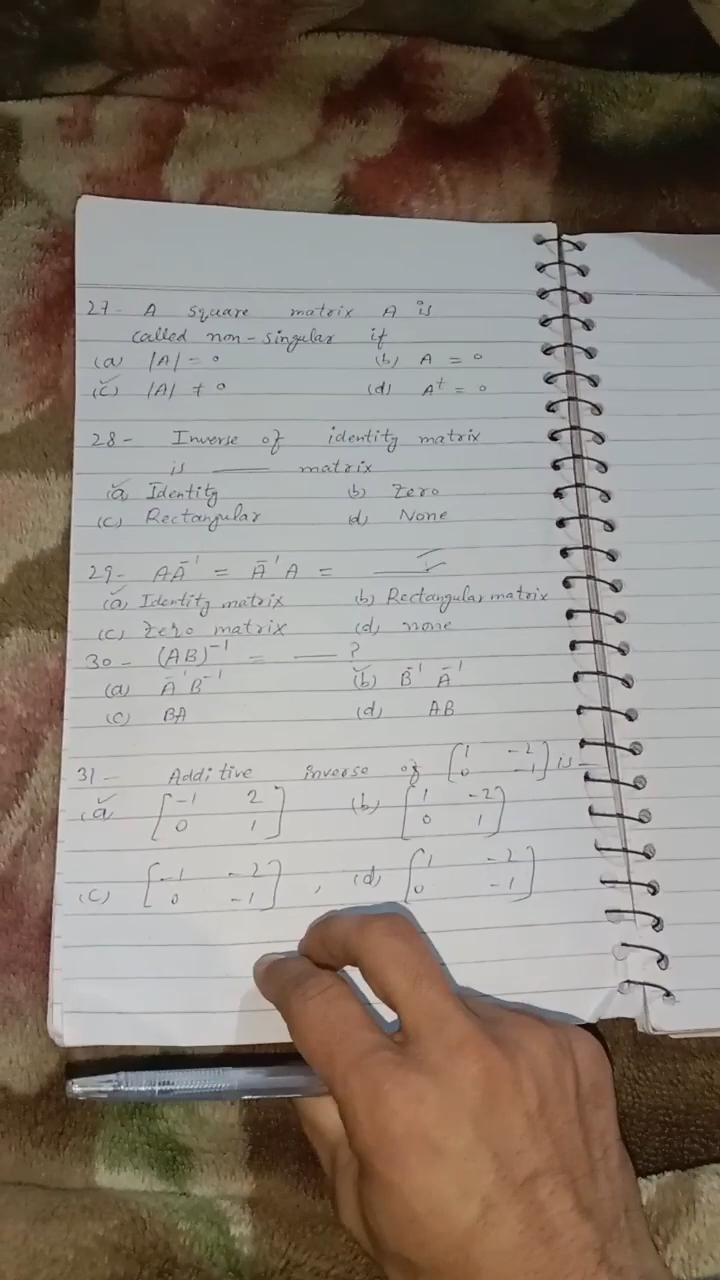 27- A square matrix A is
called non-singular if
(a) |A| = 0 (b) A = 0
(c) |A| ≠ 0 (d) Aᵗ = 0
28- Inverse of identity matrix
is ___ matrix
(a) Identity (b) Zero
(c) Rectangular (d) None
29- AA⁻¹ = A⁻¹A = ___
(a) Identity matrix (b) Rectangular matrix
(c) Zero matrix (d) none
30- (AB)⁻¹ = ___ ?
(a) A⁻¹B⁻¹ (b) B⁻¹ A⁻¹
(c) BA (d) AB
31- Additive inverse of [1 -2; 0 -1] is -
(a) [-1 2; 0 1] (b) [1 -2; 0 1]
(c) [-1 -2; 0 -1], (d) [1 -2; 0 -1]